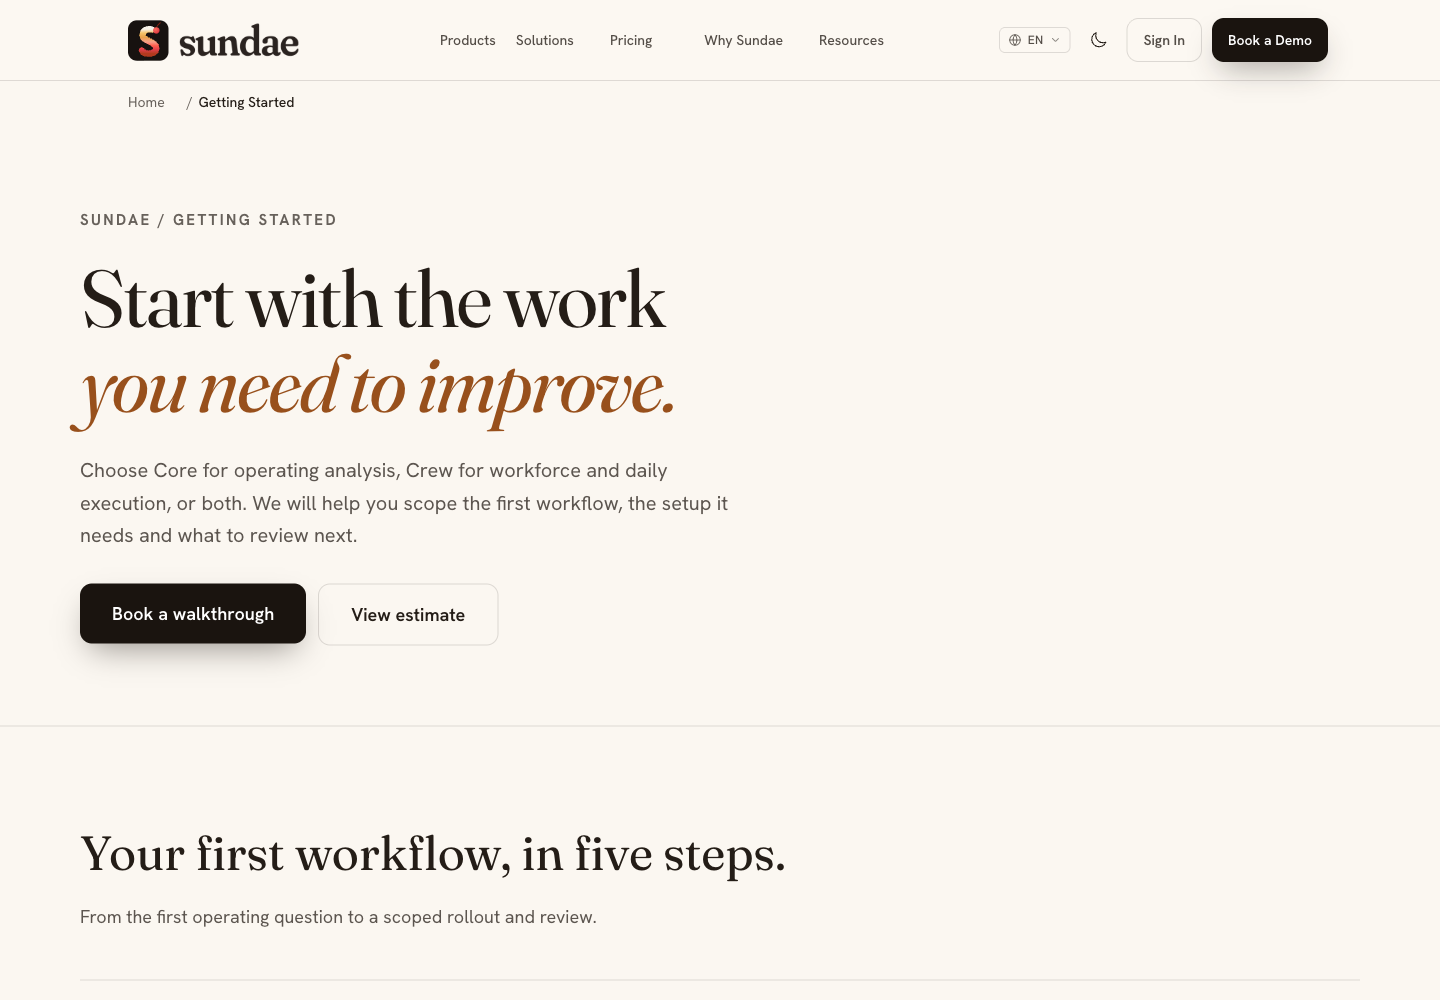 sundae
Products Solutions Pricing Why Sundae Resources
EN
Sign In
Book a Demo
Home / Getting Started
SUNDAE / GETTING STARTED
Start with the work
you need to improve.
Choose Core for operating analysis, Crew for workforce and daily
execution, or both. We will help you scope the first workflow, the setup it
needs and what to review next.
Book a walkthrough
View estimate
Your first workflow, in five steps.
From the first operating question to a scoped rollout and review.